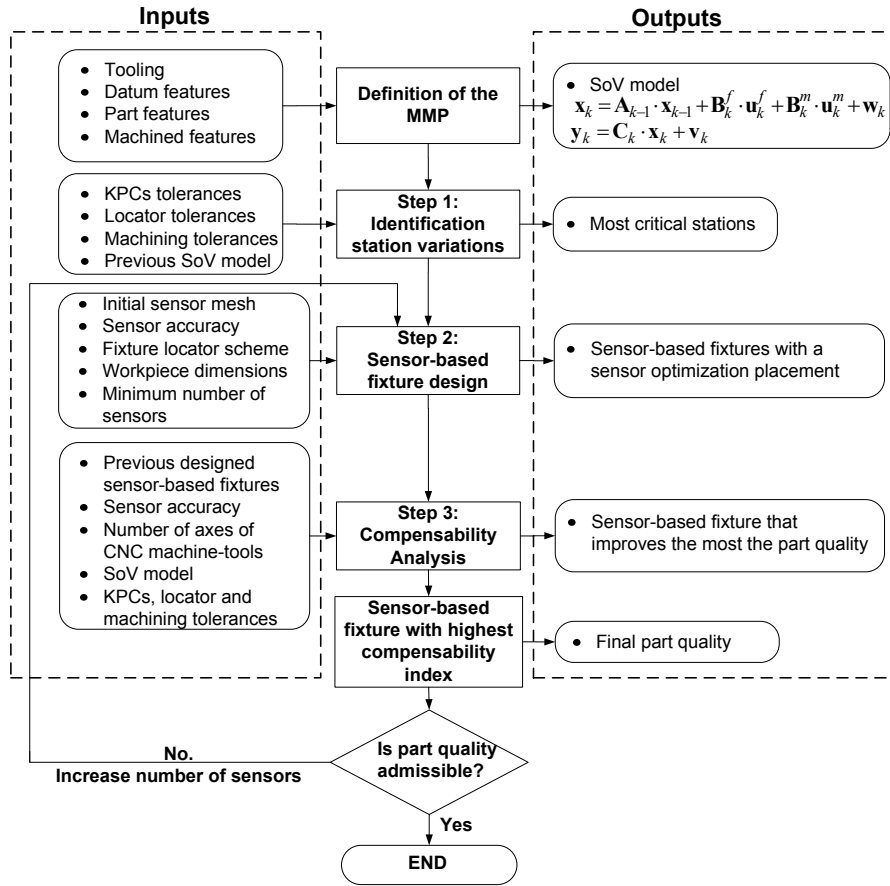 Inputs
Outputs
• Tooling
• Datum features
• Part features
• Machined features
Definition of the
MMP
• SoV model
x_k = A_{k-1} · x_{k-1} + B_k^f · u_k^f + B_k^m · u_k^m + w_k
y_k = C_k · x_k + v_k
• KPCs tolerances
• Locator tolerances
• Machining tolerances
• Previous SoV model
Step 1:
Identification
station variations
• Most critical stations
• Initial sensor mesh
• Sensor accuracy
• Fixture locator scheme
• Workpiece dimensions
• Minimum number of
sensors
Step 2:
Sensor-based
fixture design
• Sensor-based fixtures with a
sensor optimization placement
• Previous designed
sensor-based fixtures
• Sensor accuracy
• Number of axes of
CNC machine-tools
• SoV model
• KPCs, locator and
machining tolerances
Step 3:
Compensability
Analysis
• Sensor-based fixture that
improves the most the part quality
Sensor-based
fixture with highest
compensability
index
• Final part quality
Is part quality
admissible?
No.
Increase number of sensors
Yes
END